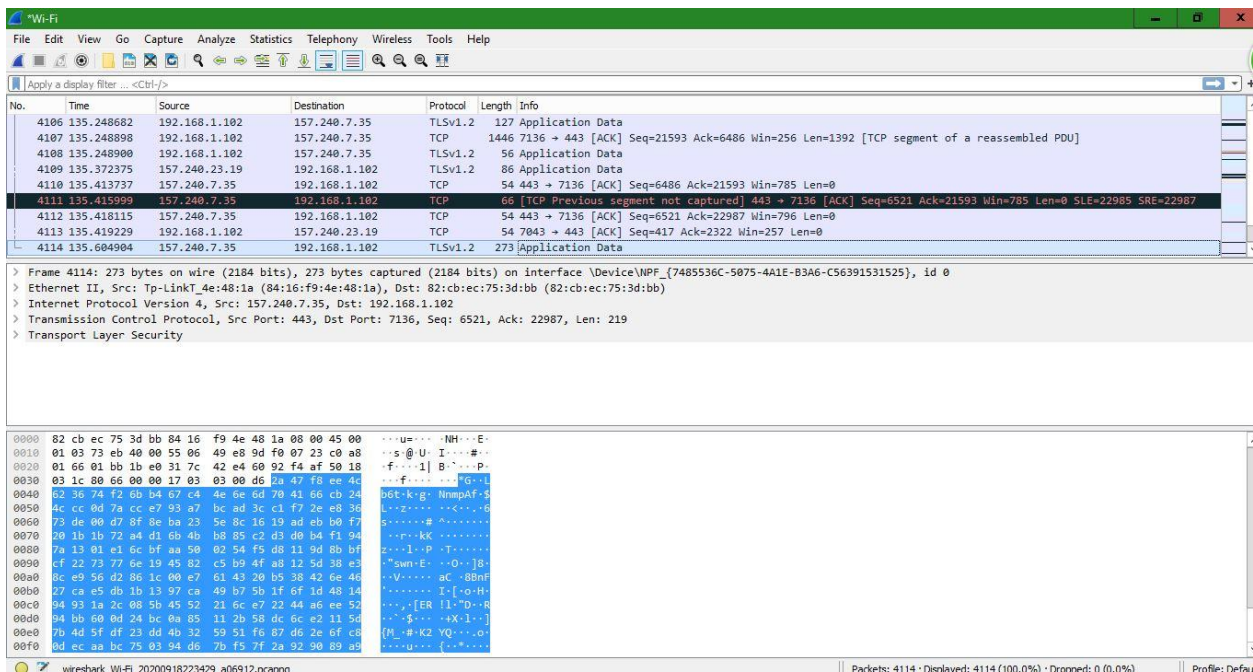 *Wi-Fi
File Edit View Go Capture Analyze Statistics Telephony Wireless Tools Help
Apply a display filter ... <Ctrl-/>
No. Time Source Destination Protocol Length Info
4106 135.248682 192.168.1.102 157.240.7.35 TLSv1.2 127 Application Data
4107 135.248898 192.168.1.102 157.240.7.35 TCP 1446 7136 → 443 [ACK] Seq=21593 Ack=6486 Win=256 Len=1392 [TCP segment of a reassembled PDU]
4108 135.248900 192.168.1.102 157.240.7.35 TLSv1.2 56 Application Data
4109 135.372375 157.240.23.19 192.168.1.102 TLSv1.2 86 Application Data
4110 135.413737 157.240.7.35 192.168.1.102 TCP 54 443 → 7136 [ACK] Seq=6486 Ack=21593 Win=785 Len=0
4111 135.415999 157.240.7.35 192.168.1.102 TCP 66 [TCP Previous segment not captured] 443 → 7136 [ACK] Seq=6521 Ack=21593 Win=785 Len=0 SLE=22985 SRE=22987
4112 135.418115 157.240.7.35 192.168.1.102 TCP 54 443 → 7136 [ACK] Seq=6521 Ack=22987 Win=796 Len=0
4113 135.419229 192.168.1.102 157.240.23.19 TCP 54 7043 → 443 [ACK] Seq=417 Ack=2322 Win=257 Len=0
4114 135.604904 157.240.7.35 192.168.1.102 TLSv1.2 273 Application Data
> Frame 4114: 273 bytes on wire (2184 bits), 273 bytes captured (2184 bits) on interface \Device\NPF_{7485536C-5075-4A1E-B3A6-C56391531525}, id 0
> Ethernet II, Src: Tp-LinkT_4e:48:1a (84:16:f9:4e:48:1a), Dst: 82:cb:ec:75:3d:bb (82:cb:ec:75:3d:bb)
> Internet Protocol Version 4, Src: 157.240.7.35, Dst: 192.168.1.102
> Transmission Control Protocol, Src Port: 443, Dst Port: 7136, Seq: 6521, Ack: 22987, Len: 219
> Transport Layer Security
0000 82 cb ec 75 3d bb 84 16 f9 4e 48 1a 08 00 45 00 ···u=··· ·NH···E·
0010 01 03 73 eb 40 00 55 06 49 e8 9d f0 07 23 c0 a8 ··s·@·U· I····#··
0020 01 66 01 bb 1b e0 31 7c 42 e4 60 92 f4 af 50 18 ·f····1| B·`···P·
0030 03 1c 80 66 00 00 17 03 03 00 d6 2a 47 f8 ee 4c ···f···· ···*G··L
0040 62 36 74 f2 6b b4 67 c4 4e 6e 6d 70 41 66 cb 24 b6t·k·g· NnmpAf·$
0050 4c cc 0d 7a cc e7 93 a7 bc ad 3c c1 f7 2e e8 36 L··z···· ··<··.·6
0060 73 de 00 d7 8f 8e ba 23 5e 8c 16 19 ad eb b0 f7 s······# ^·······
0070 20 1b 1b 72 a4 d1 6b 4b b8 85 c2 d3 d0 b4 f1 94 ··r··kK ········
0080 7a 13 01 e1 6c bf aa 50 02 54 f5 d8 11 9d 8b bf z···l··P ·T······
0090 cf 22 73 77 6e 19 45 82 c5 b9 4f a8 12 5d 38 e3 ·"swn·E· ··O··]8·
00a0 8c e9 56 d2 86 1c 00 e7 61 43 20 b5 38 42 6e 46 ··V····· aC ·8BnF
00b0 27 ca e5 db 1b 13 97 ca 49 b7 5b 1f 6f 1d 48 14 '······· I·[·o·H·
00c0 94 93 1a 2c 08 5b 45 52 21 6c e7 22 44 a6 ee 52 ···,·[ER !l·"D··R
00d0 94 bb 60 0d 24 bc 0a 85 11 2b 58 dc 6c e2 11 5d ··`·$··· ·+X·l··]
00e0 7b 4d 5f df 23 dd 4b 32 59 51 f6 87 d6 2e 6f c8 {M_·#·K2 YQ···.o·
00f0 0d ec aa bc 75 03 94 d6 7b f5 7f 2a 92 90 89 a9 ····u··· {··*····
wireshark_Wi-Fi_20200918223429_a06912.pcapng Packets: 4114 · Displayed: 4114 (100.0%) · Dropped: 0 (0.0%) Profile: Defau